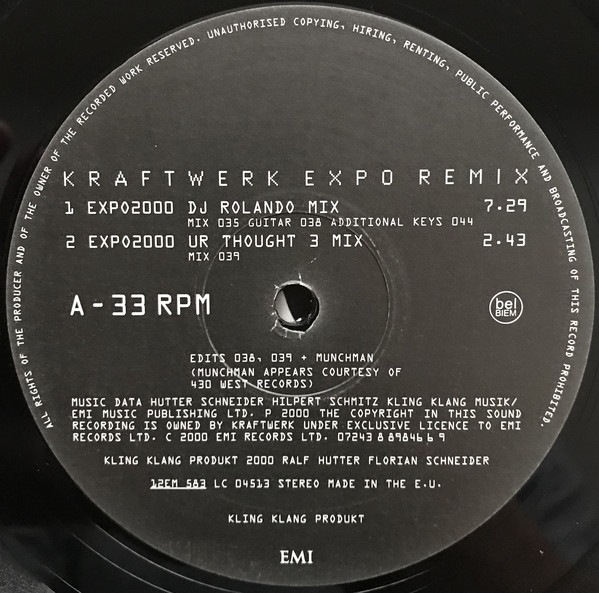 ALL RIGHTS OF THE PRODUCER AND OF THE OWNER OF THE RECORDED WORK RESERVED. UNAUTHORISED COPYING, HIRING, RENTING, PUBLIC PERFORMANCE AND BROADCASTING OF THIS RECORD PROHIBITED.
KRAFTWERK EXPO REMIX
1 EXPO2000 DJ ROLANDO MIX 7.29
MIX 035 GUITAR 038 ADDITIONAL KEYS 044
2 EXPO2000 UR THOUGHT 3 MIX 2.43
MIX 039
A-33 RPM
bel
BIEM
EDITS 038, 039 + MUNCHMAN
(MUNCHMAN APPEARS COURTESY OF
430 WEST RECORDS)
MUSIC DATA HUTTER SCHNEIDER HILPERT SCHMITZ KLING KLANG MUSIK/
EMI MUSIC PUBLISHING LTD. P 2000 THE COPYRIGHT IN THIS SOUND
RECORDING IS OWNED BY KRAFTWERK UNDER EXCLUSIVE LICENCE TO EMI
RECORDS LTD. C 2000 EMI RECORDS LTD. 07243 8 89846 6 9
KLING KLANG PRODUKT 2000 RALF HUTTER FLORIAN SCHNEIDER
12EM 583 LC 04513 STEREO MADE IN THE E.U.
KLING KLANG PRODUKT
EMI